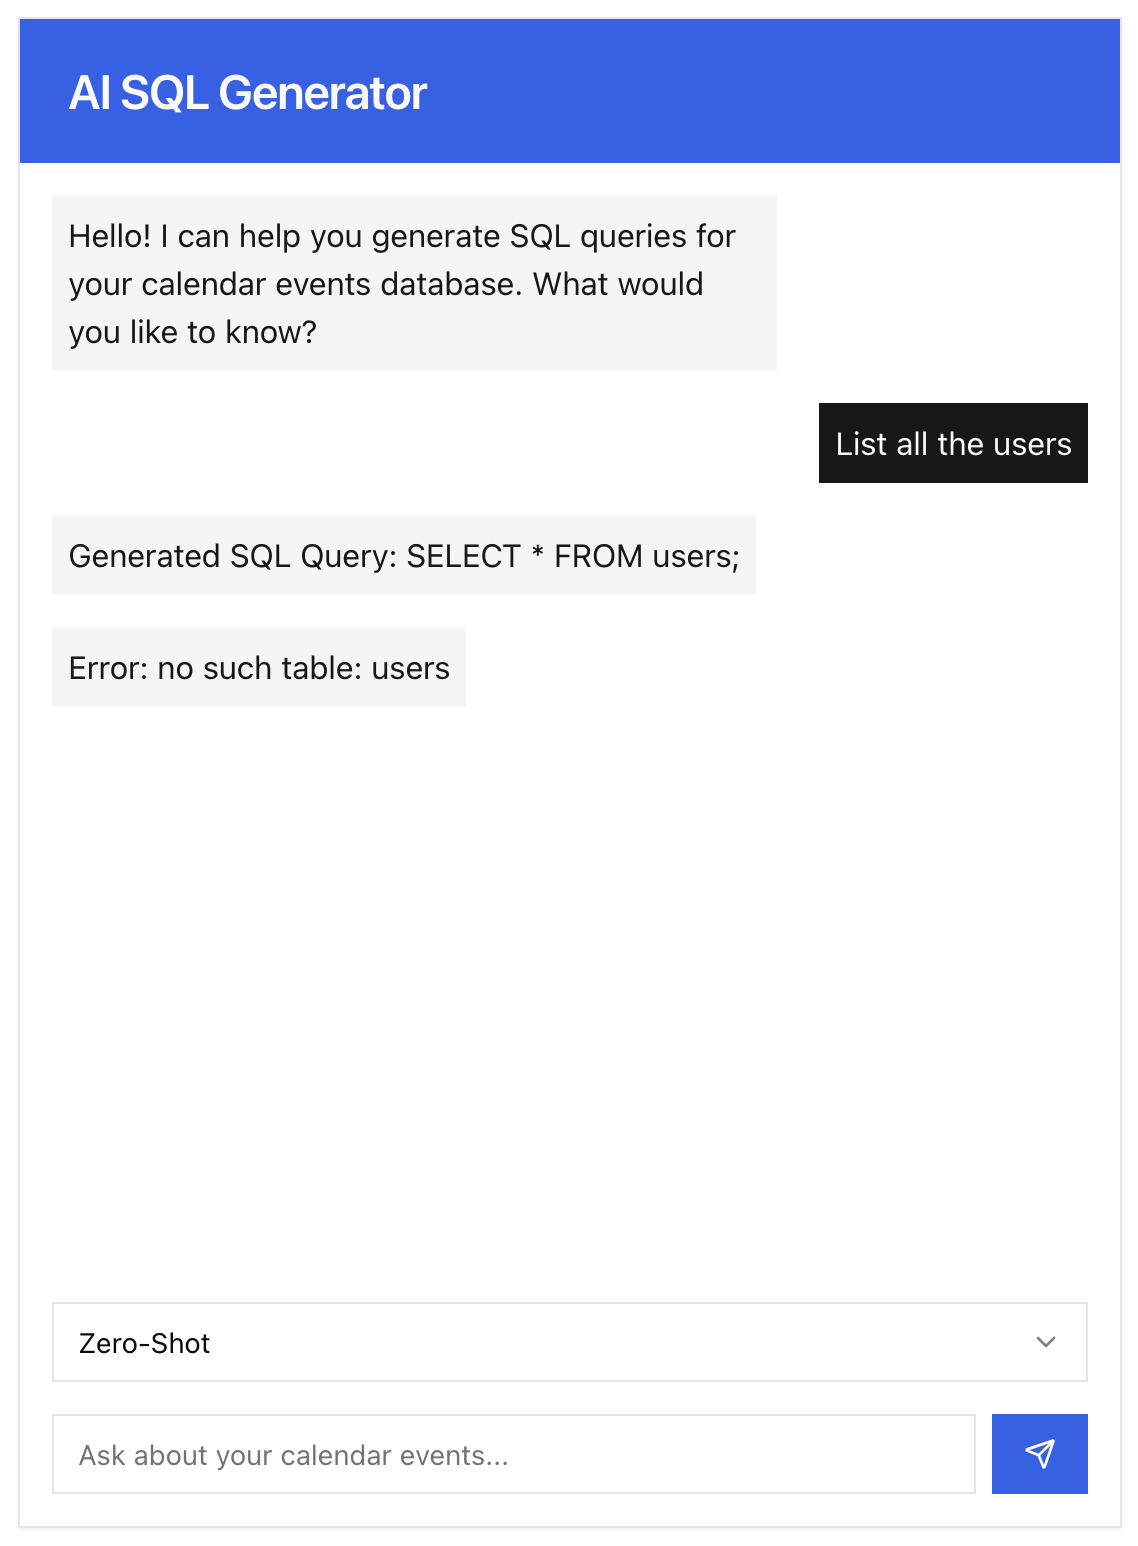 AI SQL Generator
Hello! I can help you generate SQL queries for
your calendar events database. What would
you like to know?
List all the users
Generated SQL Query: SELECT * FROM users;
Error: no such table: users
Zero-Shot
Ask about your calendar events...